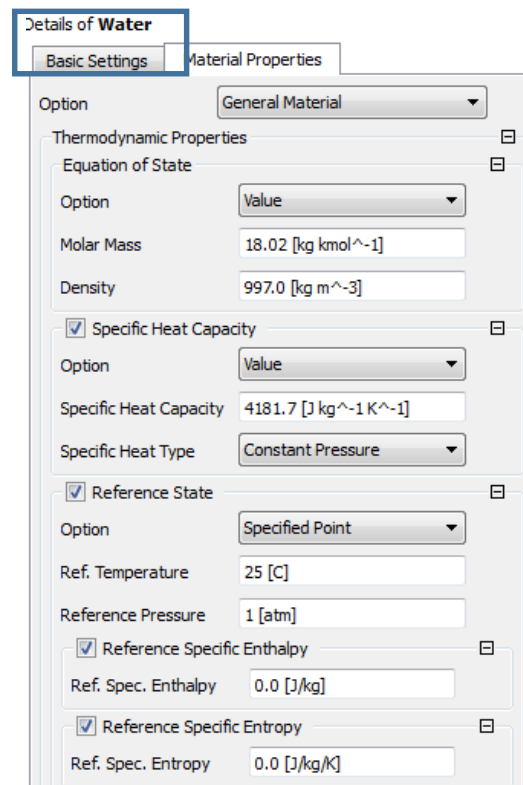 Details of Water
Basic Settings Material Properties
Option General Material
Thermodynamic Properties
Equation of State
Option Value
Molar Mass 18.02 [kg kmol^-1]
Density 997.0 [kg m^-3]
Specific Heat Capacity
Option Value
Specific Heat Capacity 4181.7 [J kg^-1 K^-1]
Specific Heat Type Constant Pressure
Reference State
Option Specified Point
Ref. Temperature 25 [C]
Reference Pressure 1 [atm]
Reference Specific Enthalpy
Ref. Spec. Enthalpy 0.0 [J/kg]
Reference Specific Entropy
Ref. Spec. Entropy 0.0 [J/kg/K]